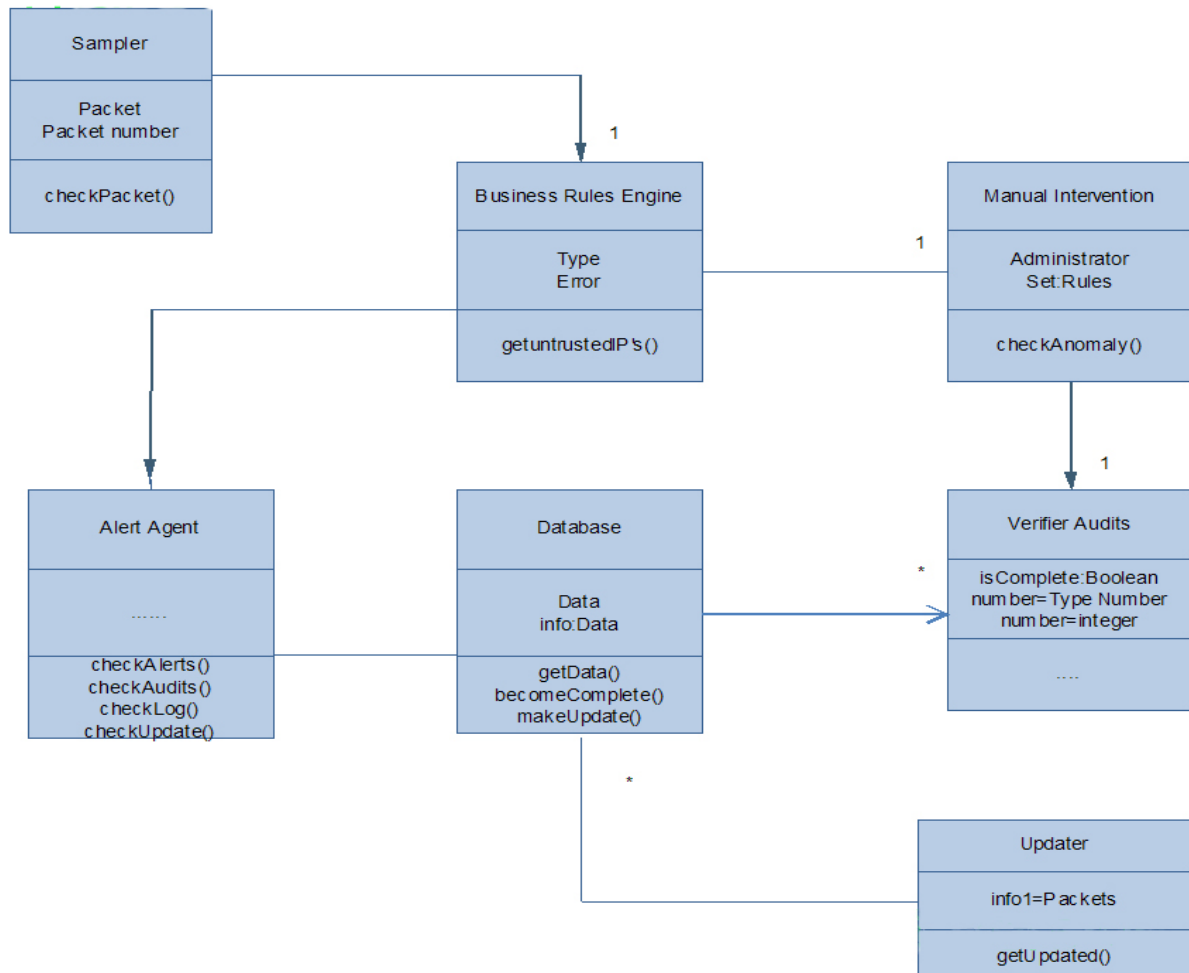 Sampler
Packet
Packet number
checkPacket()
1
Business Rules Engine
Type
Error
getuntrustedIP's()
1
Manual Intervention
Administrator
Set:Rules
checkAnomaly()
1
Alert Agent
......
checkAlerts()
checkAudits()
checkLog()
checkUpdate()
Database
Data
info:Data
getData()
becomeComplete()
makeUpdate()
*
Verifier Audits
isComplete:Boolean
number=Type Number
number=integer
....
*
Updater
info1=Packets
getUpdated()